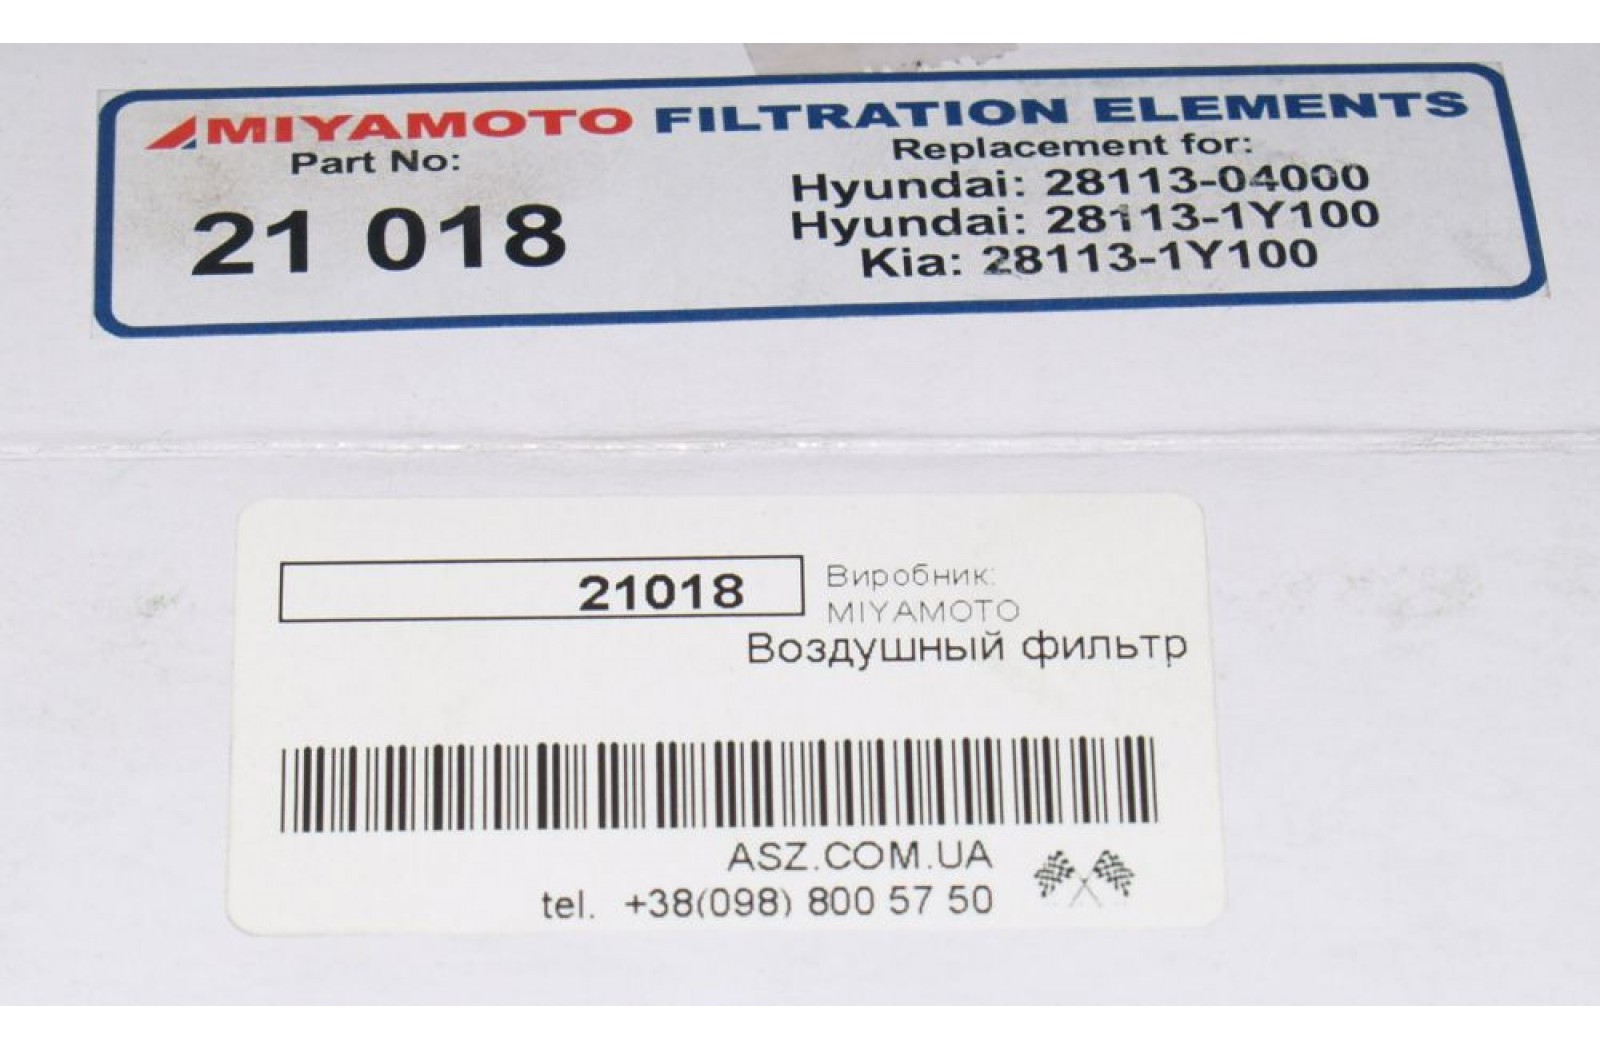 MIYAMOTO FILTRATION ELEMENTS
Part No:
21 018
Replacement for:
Hyundai: 28113-04000
Hyundai: 28113-1Y100
Kia: 28113-1Y100
21018
Виробник:
MIYAMOTO
Воздушный фильтр
ASZ.COM.UA
tel. +38(098) 800 57 50